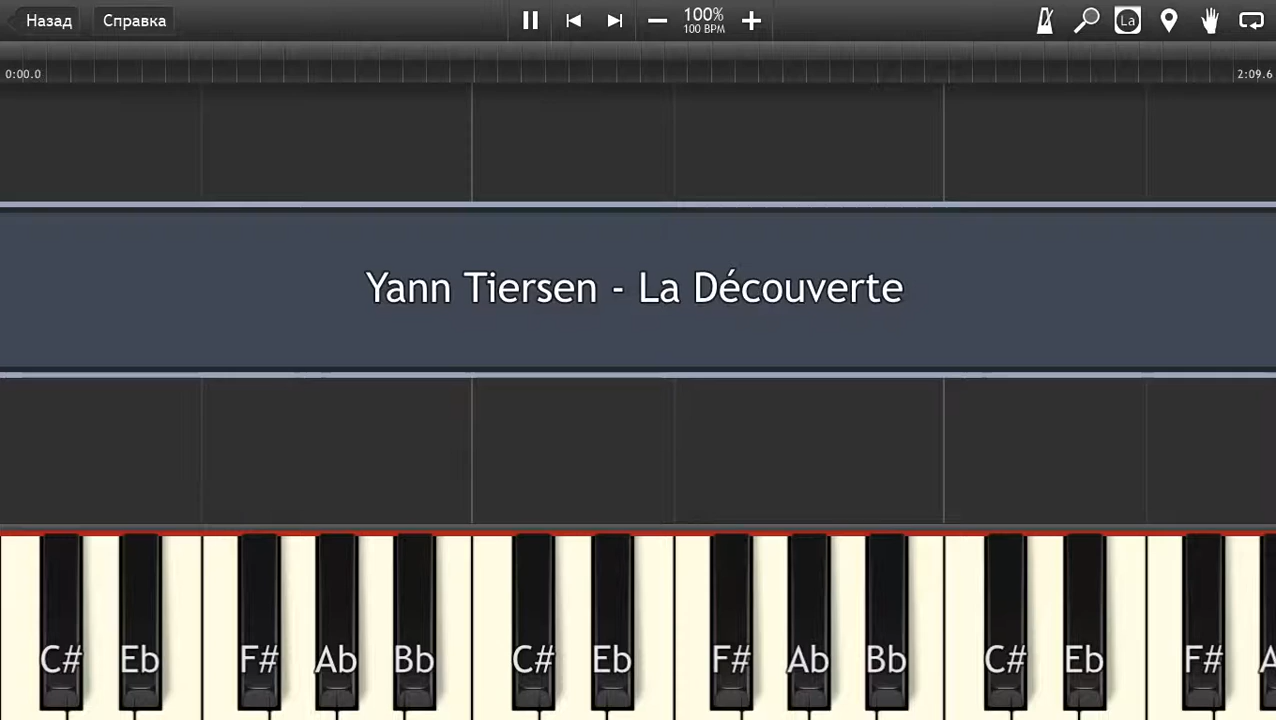 Назад Справка 100% La
100 BPM
0:00.0 2:09.6
Yann Tiersen - La Découverte
C# Eb F# Ab Bb C# Eb F# Ab Bb C# Eb F# A